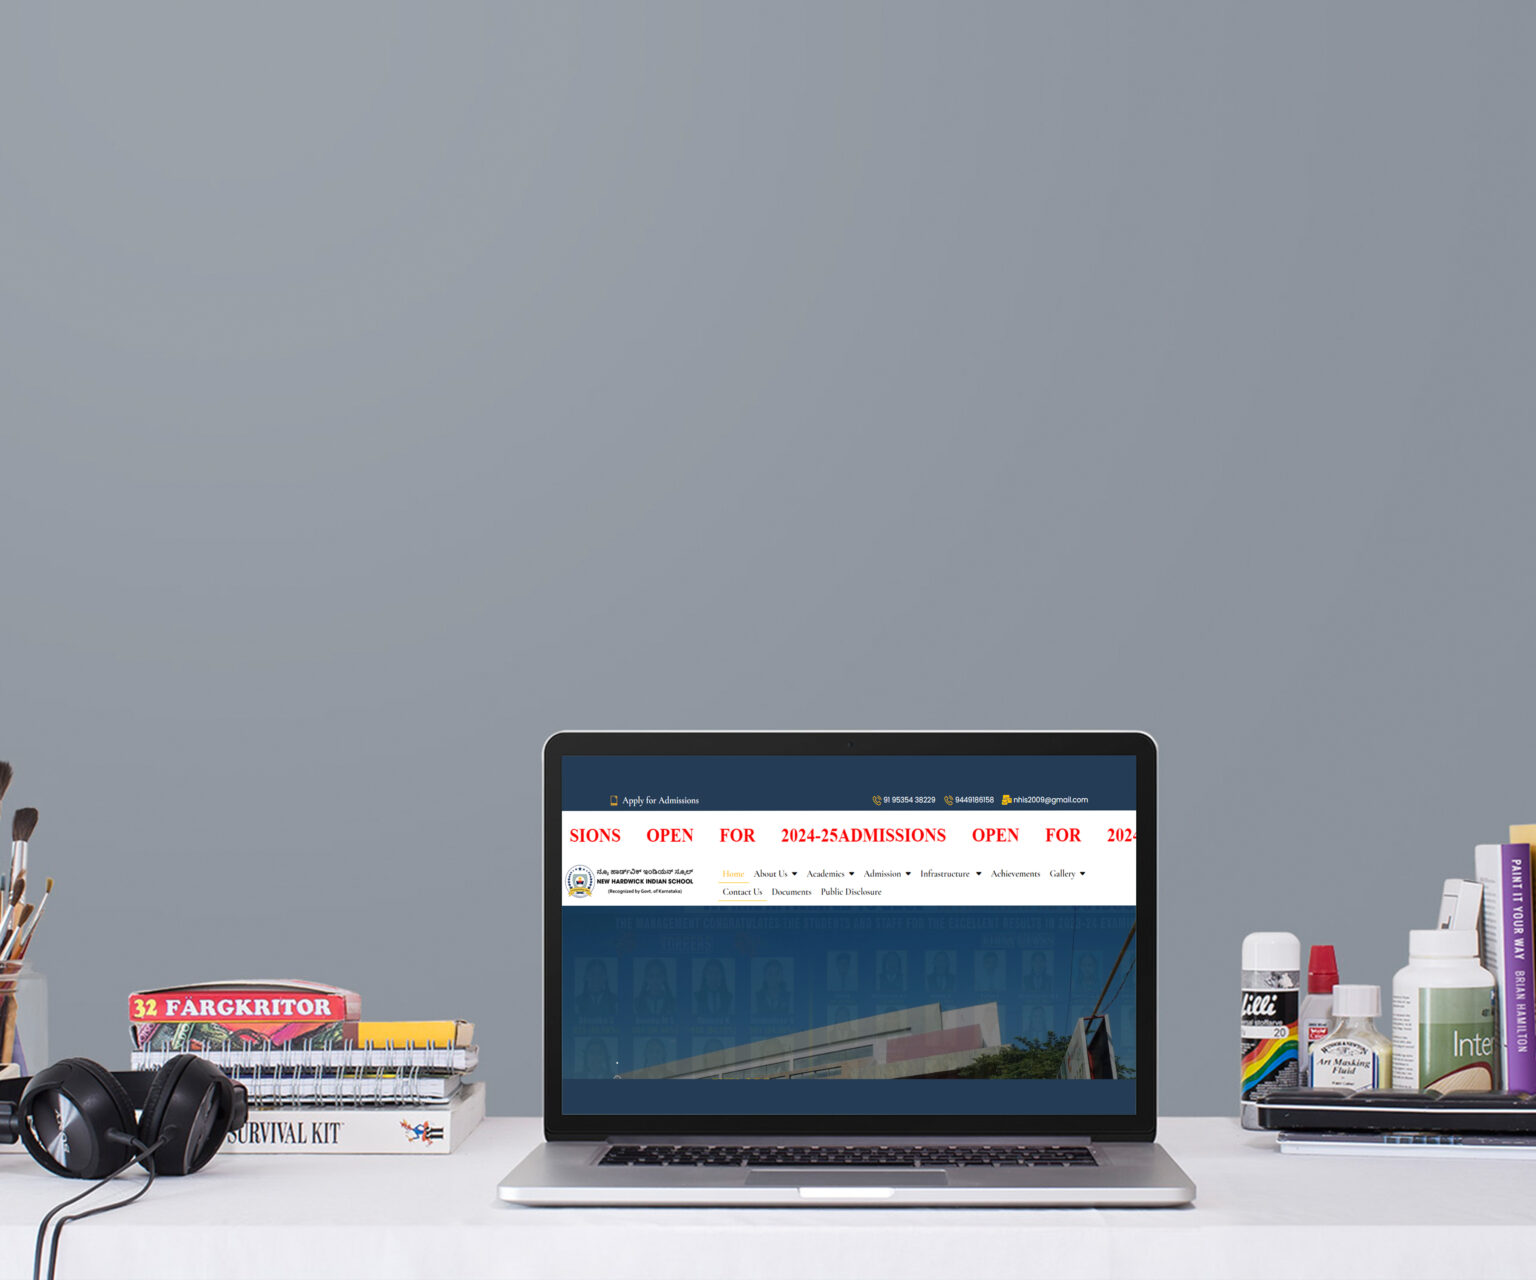 Apply for Admissions
91 95354 38229
9449186158
nhis2009@gmail.com
SIONS OPEN FOR 2024-25ADMISSIONS OPEN FOR 2024
ನ್ಯೂ ಹಾರ್ಡ್‌ವಿಕ್ ಇಂಡಿಯನ್ ಸ್ಕೂಲ್
NEW HARDWICK INDIAN SCHOOL
(Recognized by Govt. of Karnataka)
Home About Us Academics Admission Infrastructure Achievements Gallery
Contact Us Documents Public Disclosure
THE MANAGEMENT CONGRATULATES THE STUDENTS AND STAFF FOR THE EXCELLENT RESULTS IN 2023-24 EXAM
TOPPERS
32 FÄRGKRITOR
SURVIVAL KIT
PAINT IT YOUR WAY BRIAN HAMILTON
20
Inte
Art Masking
Fluid